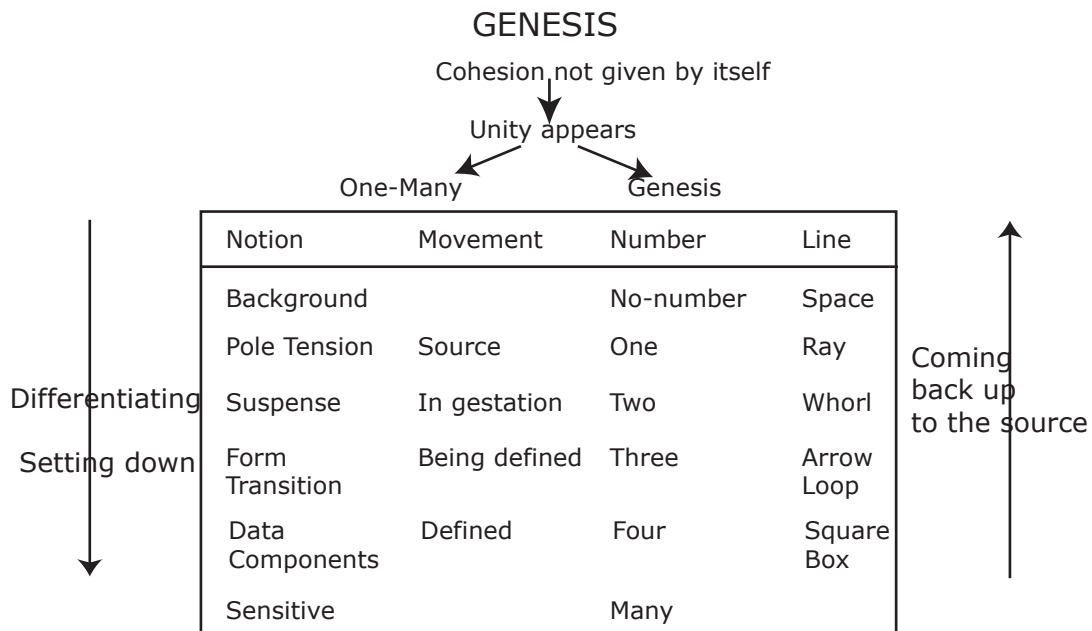 GENESIS
Cohesion not given by itself
Unity appears
One-Many Genesis
Notion Movement Number Line
Background No-number Space
Pole Tension Source One Ray
Differentiating
Setting down
Suspense In gestation Two Whorl
Form Being defined Three Arrow
Transition Loop
Data Defined Four Square
Components Box
Sensitive Many
Coming
back up
to the source